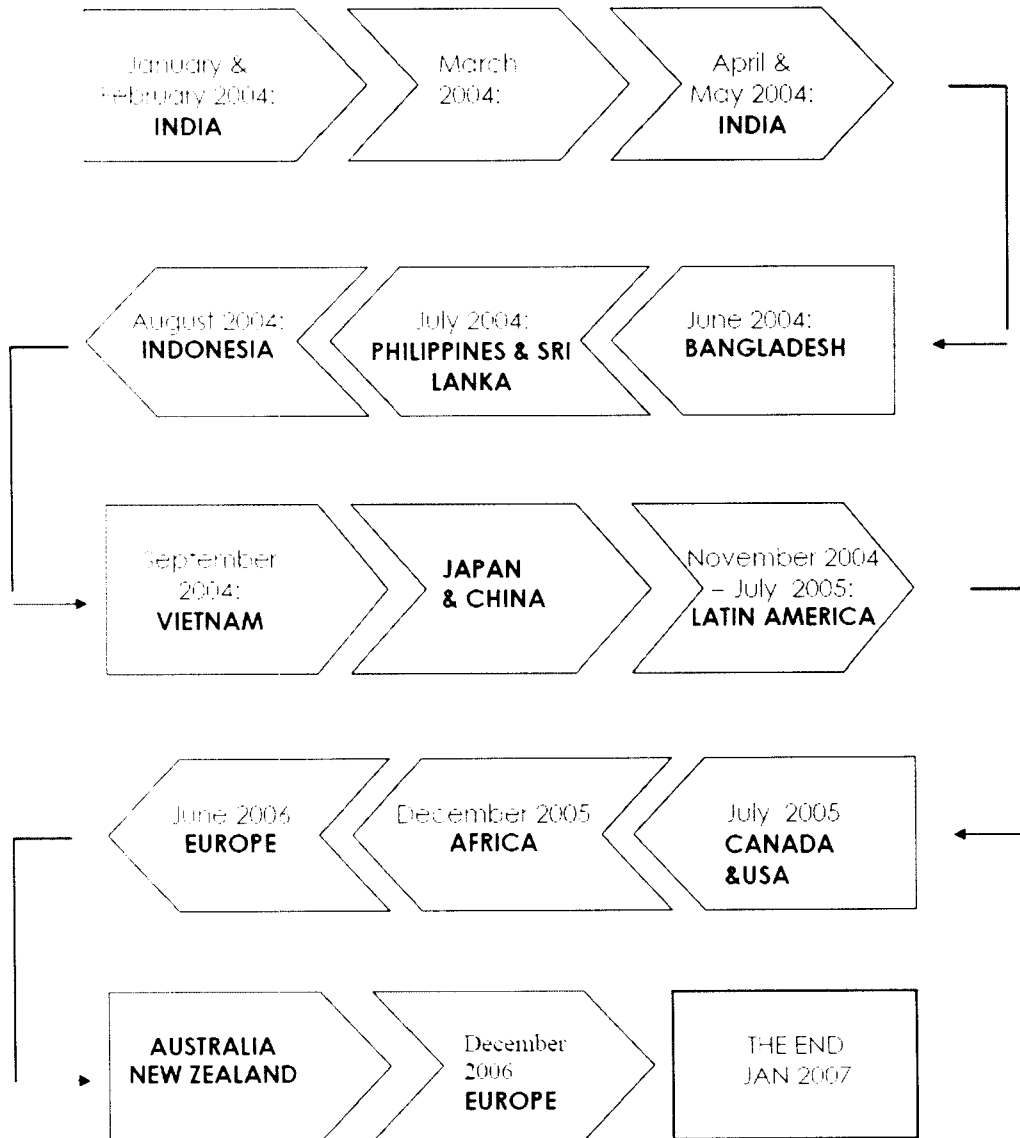 January &
February 2004:
INDIA
March
2004:
April &
May 2004:
INDIA
June 2004:
BANGLADESH
July 2004:
PHILIPPINES & SRI
LANKA
August 2004:
INDONESIA
September
2004:
VIETNAM
JAPAN
& CHINA
November 2004
– July 2005:
LATIN AMERICA
July 2005
CANADA
&USA
December 2005
AFRICA
June 2006
EUROPE
AUSTRALIA
NEW ZEALAND
December
2006
EUROPE
THE END
JAN 2007